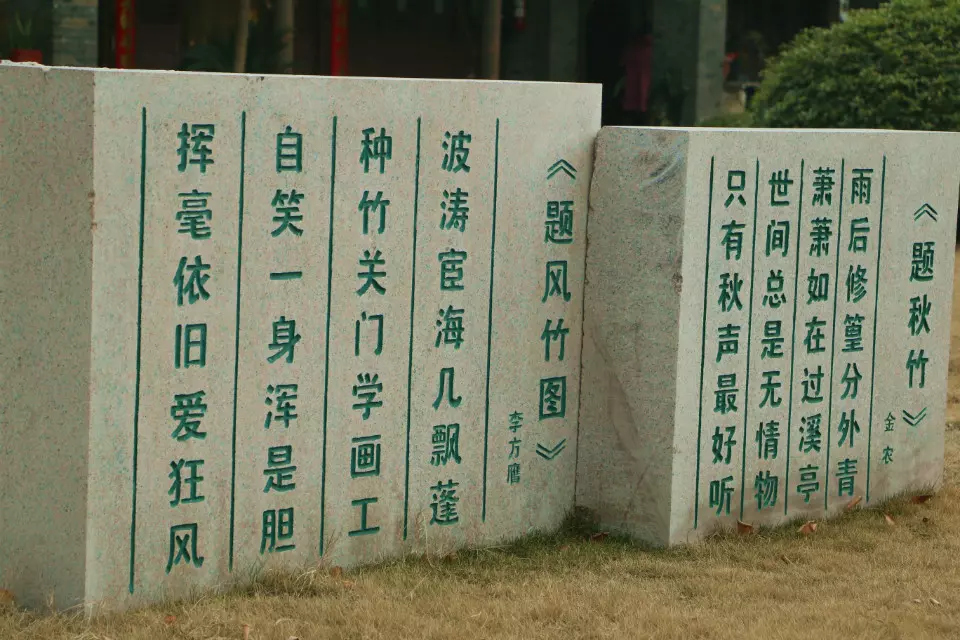 《题风竹图》
李方鹰
波涛宦海几飘蓬
种竹关门学画工
自笑一身浑是胆
挥毫依旧爱狂风
《题秋竹》
金农
雨后修篁分外青
萧萧如在过溪亭
世间总是无情物
只有秋声最好听